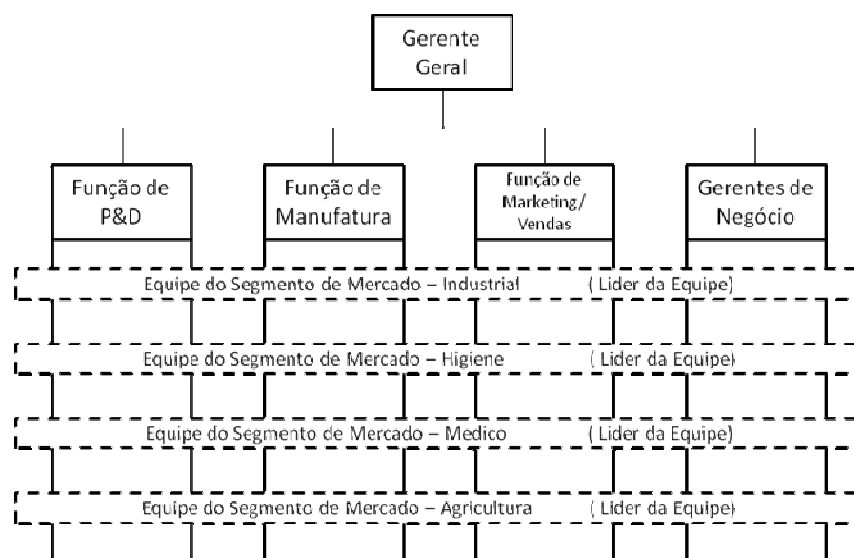 Gerente
Geral
Função de
P&D
Função de
Manufatura
Função de
Marketing/
Vendas
Gerentes de
Negócio
Equipe do Segmento de Mercado – Industrial ( Lider da Equipe)
Equipe do Segmento de Mercado – Higiene ( Lider da Equipe)
Equipe do Segmento de Mercado – Medico ( Lider da Equipe)
Equipe do Segmento de Mercado – Agricultura ( Lider da Equipe)